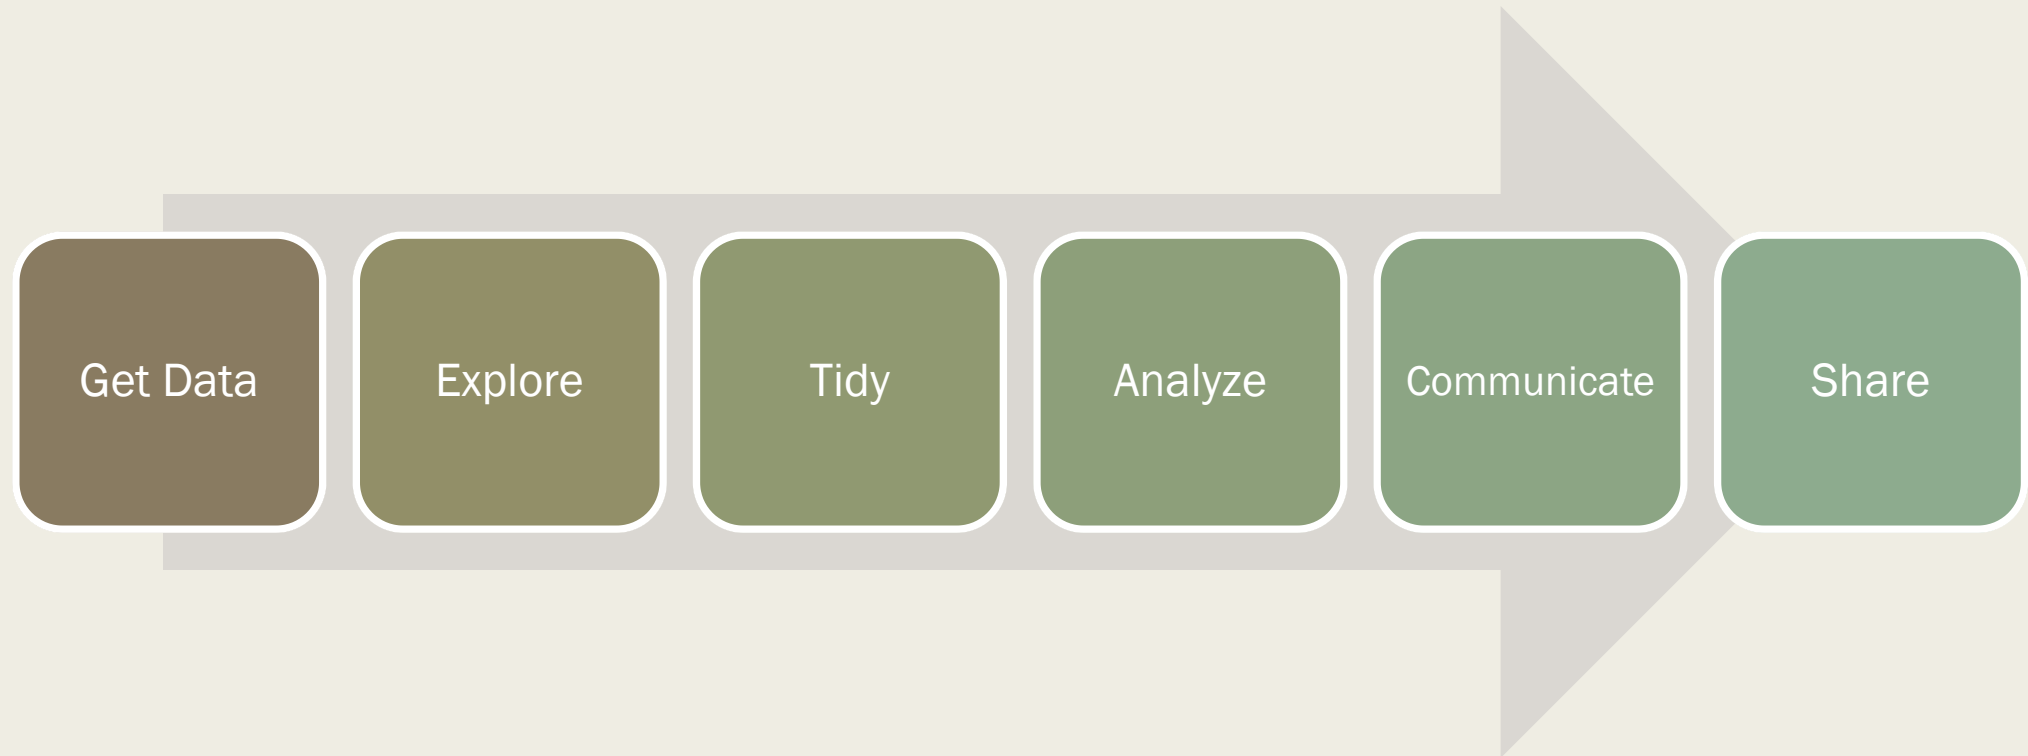 Get Data
Explore
Tidy
Analyze
Communicate
Share